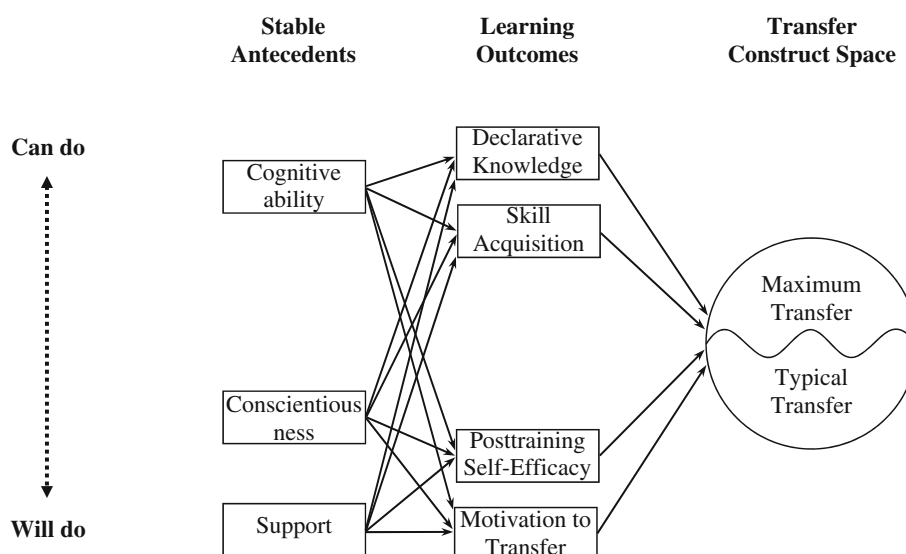 Stable
Antecedents
Learning
Outcomes
Transfer
Construct Space
Can do
Will do
Cognitive
ability
Conscientious
ness
Support
Declarative
Knowledge
Skill
Acquisition
Posttraining
Self-Efficacy
Motivation to
Transfer
Maximum
Transfer
Typical
Transfer